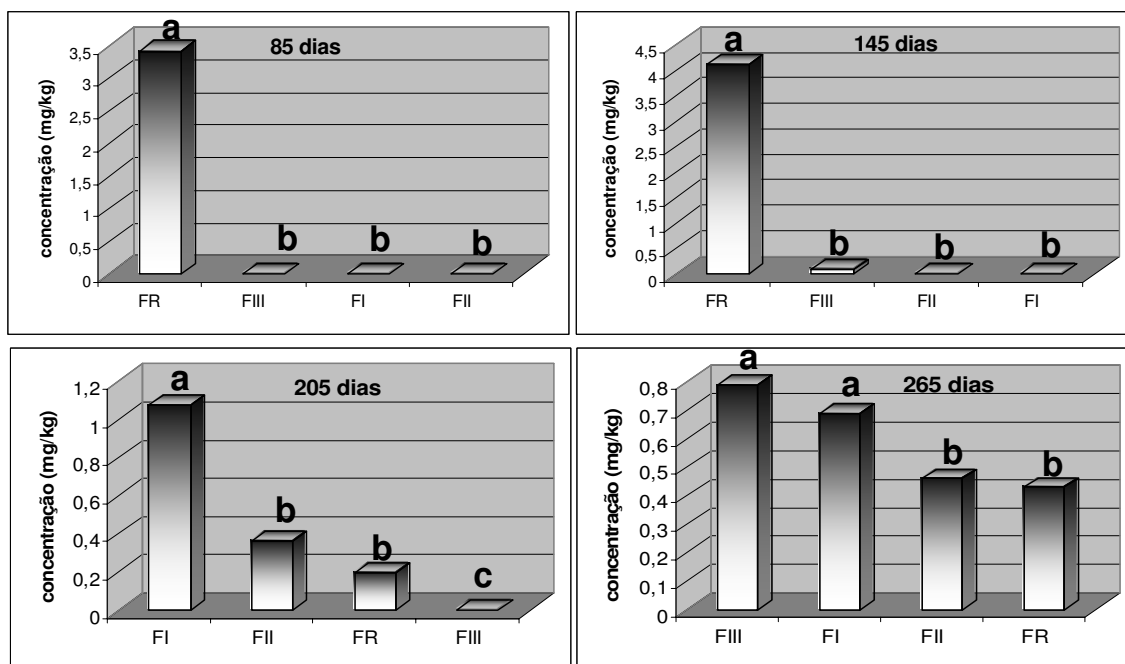 85 dias
concentração (mg/kg)
3,5
3
2,5
2
1,5
1
0,5
0
a
b
b
b
FR
FIII
FI
FII
145 dias
concentração (mg/kg)
4,5
4
3,5
3
2,5
2
1,5
1
0,5
0
a
b
b
b
FR
FIII
FII
FI
205 dias
concentração (mg/kg)
1,2
1
0,8
0,6
0,4
0,2
0
a
b
b
c
FI
FII
FR
FIII
265 dias
concentração (mg/kg)
0,8
0,7
0,6
0,5
0,4
0,3
0,2
0,1
0
a
a
b
b
FIII
FI
FII
FR